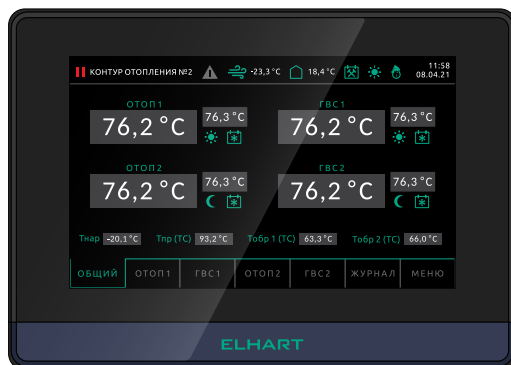 КОНТУР ОТОПЛЕНИЯ №2 -23,3 °C 18,4 °C 11:58
08.04.21
ОТОП1 ГВС1
76,2 °C 76,3 °C 76,2 °C 76,3 °C
ОТОП2 ГВС2
76,2 °C 76,3 °C 76,2 °C 76,3 °C
Тнар -20,1°C Тпр (ТС) 93,2°C Тобр 1 (ТС) 63,3°C Тобр 2 (ТС) 66,0°C
ОБЩИЙ ОТОП1 ГВС1 ОТОП2 ГВС2 ЖУРНАЛ МЕНЮ
ELHART